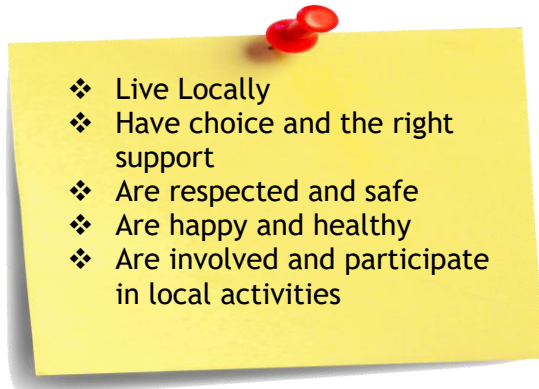 ❖ Live Locally
❖ Have choice and the right
support
❖ Are respected and safe
❖ Are happy and healthy
❖ Are involved and participate
in local activities